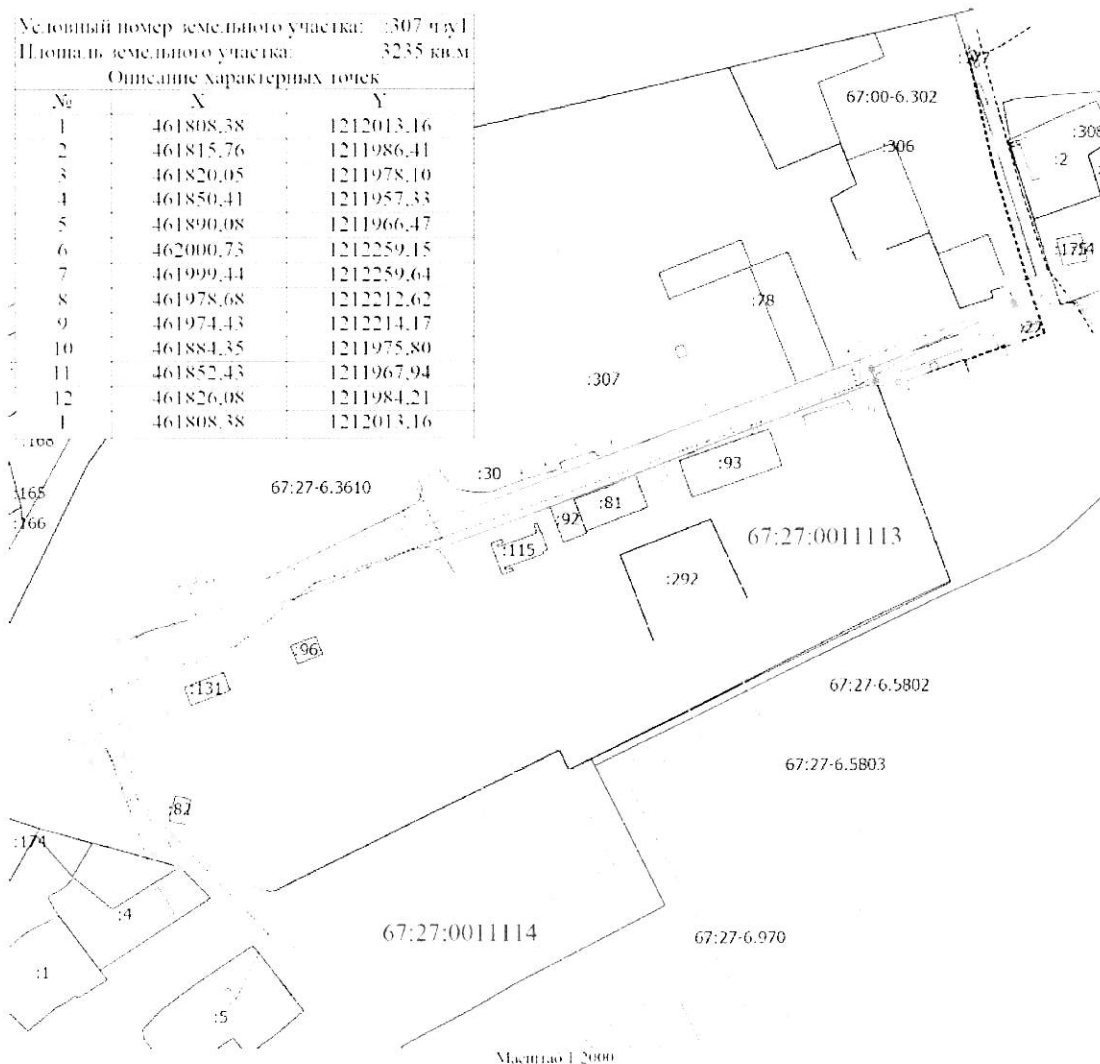 Условный номер земельного участка: :307 чзу1
Площадь земельного участка: 3235 кв.м
Описание характерных точек
№ X Y
1 461808,38 1212013,16
2 461815,76 1211986,41
3 461820,05 1211978,10
4 461850,41 1211957,33
5 461890,08 1211966,47
6 462000,73 1212259,15
7 461999,44 1212259,64
8 461978,68 1212212,62
9 461974,43 1212214,17
10 461884,35 1211975,80
11 461852,43 1211967,94
12 461826,08 1211984,21
1 461808,38 1212013,16
67:00-6.302
:308
:306
:2
:78
:307
:168
:30
:93
67:27-6.3610
:165
:81
:92
:166
67:27:0011113
:115
:292
:96
67:27-6.5802
:131
67:27-6.5803
:82
:174
:4
67:27:0011114
67:27-6.970
:1
:5
Масштаб 1:2000